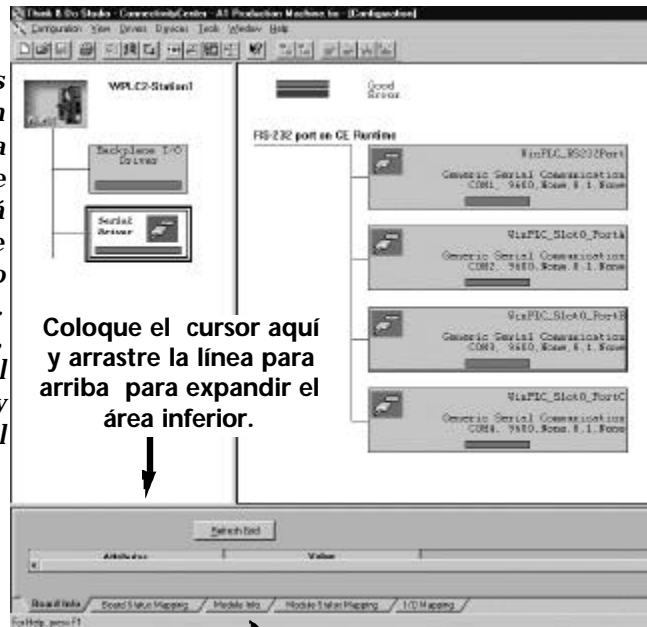 Think & Do Studio - ConnectivityCenter - A1 Production Machine.tio - [Configuration]
Configuration View Drivers Devices Tools Window Help
WPLC2-Station1
Good
Error
RS-232 port on CE Runtime
Backplane I/O
Driver
Serial
Driver
WinPLC_RS232Port
Generic Serial Communication
COM1, 9600,None,8,1,None
WinPLC_Slot0_PortA
Generic Serial Communication
COM2, 9600,None,8,1,None
WinPLC_Slot0_PortB
Generic Serial Communication
COM3, 9600,None,8,1,None
WinPLC_Slot0_PortC
Generic Serial Communication
COM4, 9600,None,8,1,None
Coloque el cursor aquí
y arrastre la línea para
arriba para expandir el
área inferior.
Refresh Grid
Attributes Value
Board Info Board Status Mapping Module Info Module Status Mapping I/O Mapping
For Help, press F1